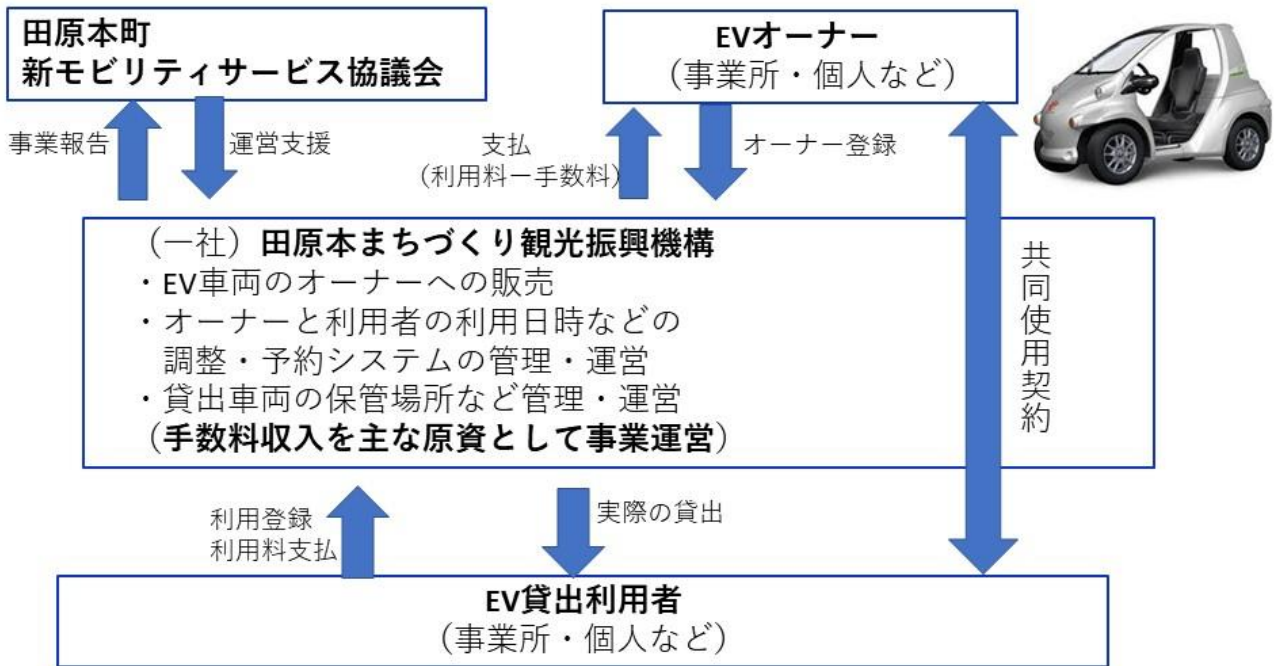 田原本町
新モビリティサービス協議会
EVオーナー
（事業所・個人など）
事業報告
運営支援
支払
(利用料ー手数料)
オーナー登録
（一社）田原本まちづくり観光振興機構
・EV車両のオーナーへの販売
・オーナーと利用者の利用日時などの
調整・予約システムの管理・運営
・貸出車両の保管場所など管理・運営
（手数料収入を主な原資として事業運営）
共同使用契約
利用登録
利用料支払
実際の貸出
EV貸出利用者
（事業所・個人など）